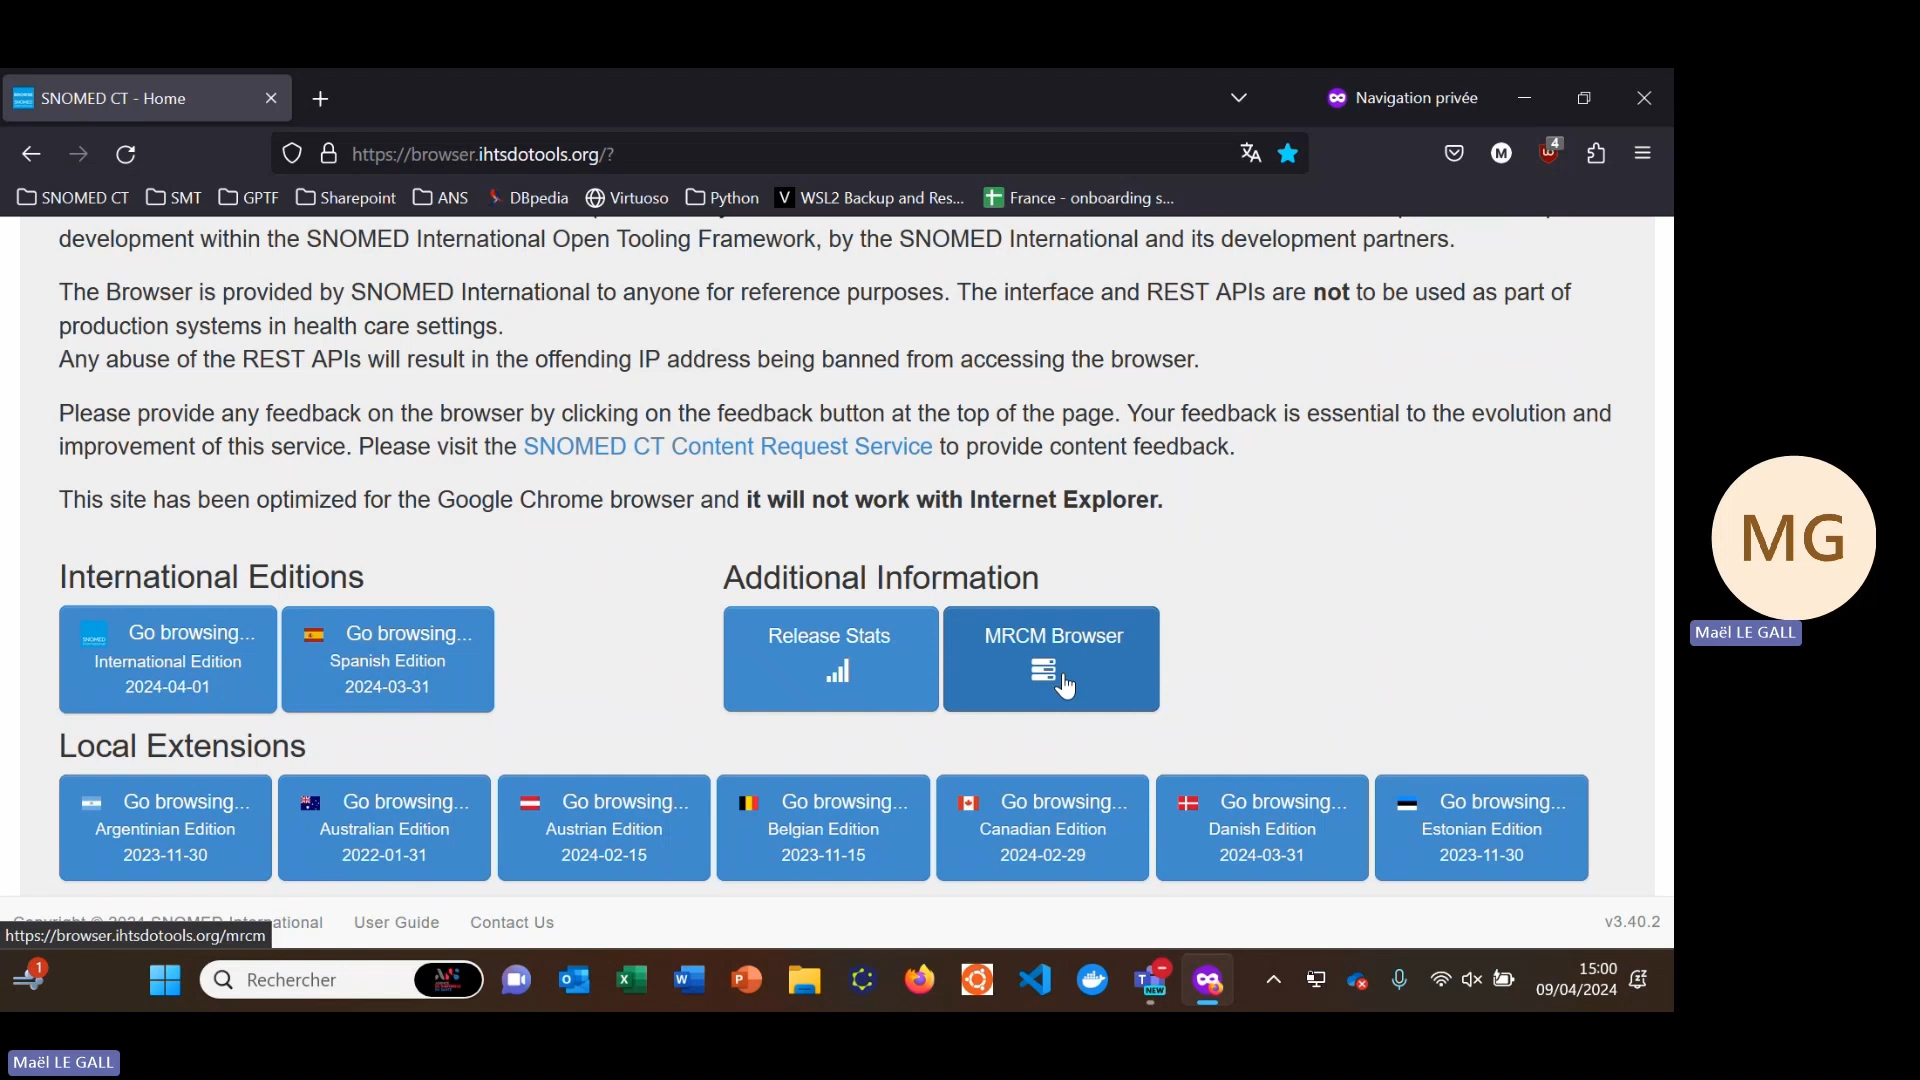 SNOMED CT - Home
Navigation privée
https://browser.ihtsdotools.org/?
M
4
SNOMED CT SMT GPTF Sharepoint ANS DBpedia Virtuoso Python V WSL2 Backup and Res... France - onboarding s...
development within the SNOMED International Open Tooling Framework, by the SNOMED International and its development partners.
The Browser is provided by SNOMED International to anyone for reference purposes. The interface and REST APIs are not to be used as part of
production systems in health care settings.
Any abuse of the REST APIs will result in the offending IP address being banned from accessing the browser.
Please provide any feedback on the browser by clicking on the feedback button at the top of the page. Your feedback is essential to the evolution and
improvement of this service. Please visit the SNOMED CT Content Request Service to provide content feedback.
This site has been optimized for the Google Chrome browser and it will not work with Internet Explorer.
International Editions
Go browsing...
International Edition
2024-04-01
Go browsing...
Spanish Edition
2024-03-31
Additional Information
Release Stats
MRCM Browser
Local Extensions
Go browsing...
Argentinian Edition
2023-11-30
Go browsing...
Australian Edition
2022-01-31
Go browsing...
Austrian Edition
2024-02-15
Go browsing...
Belgian Edition
2023-11-15
Go browsing...
Canadian Edition
2024-02-29
Go browsing...
Danish Edition
2024-03-31
Go browsing...
Estonian Edition
2023-11-30
Copyright © 2024 SNOMED International User Guide Contact Us
v3.40.2
https://browser.ihtsdotools.org/mrcm
1
Rechercher
NEW
15:00
09/04/2024
MG
Maël LE GALL
Maël LE GALL